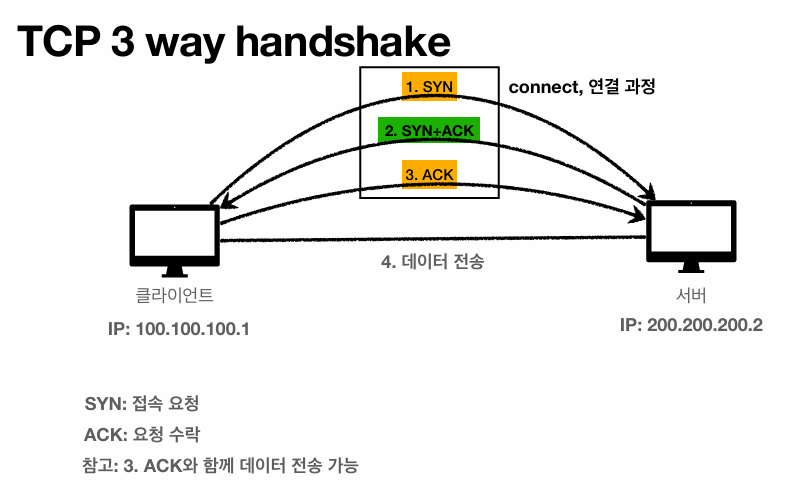 TCP 3 way handshake
1. SYN
connect, 연결 과정
2. SYN+ACK
3. ACK
4. 데이터 전송
클라이언트
서버
IP: 100.100.100.1
IP: 200.200.200.2
SYN: 접속 요청
ACK: 요청 수락
참고: 3. ACK와 함께 데이터 전송 가능